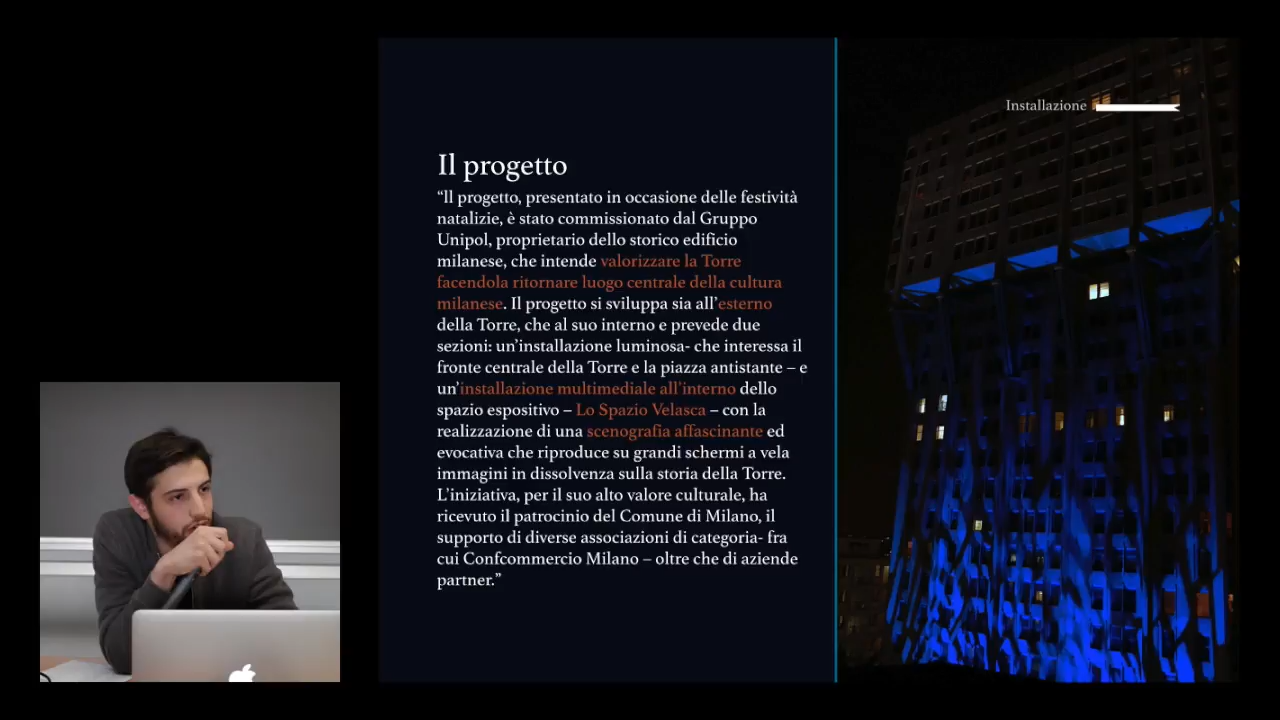 Installazione
Il progetto
“Il progetto, presentato in occasione delle festività
natalizie, è stato commissionato dal Gruppo
Unipol, proprietario dello storico edificio
milanese, che intende valorizzare la Torre
facendola ritornare luogo centrale della cultura
milanese. Il progetto si sviluppa sia all’esterno
della Torre, che al suo interno e prevede due
sezioni: un’installazione luminosa- che interessa il
fronte centrale della Torre e la piazza antistante – e
un’installazione multimediale all’interno dello
spazio espositivo – Lo Spazio Velasca – con la
realizzazione di una scenografia affascinante ed
evocativa che riproduce su grandi schermi a vela
immagini in dissolvenza sulla storia della Torre.
L’iniziativa, per il suo alto valore culturale, ha
ricevuto il patrocinio del Comune di Milano, il
supporto di diverse associazioni di categoria- fra
cui Confcommercio Milano – oltre che di aziende
partner.”